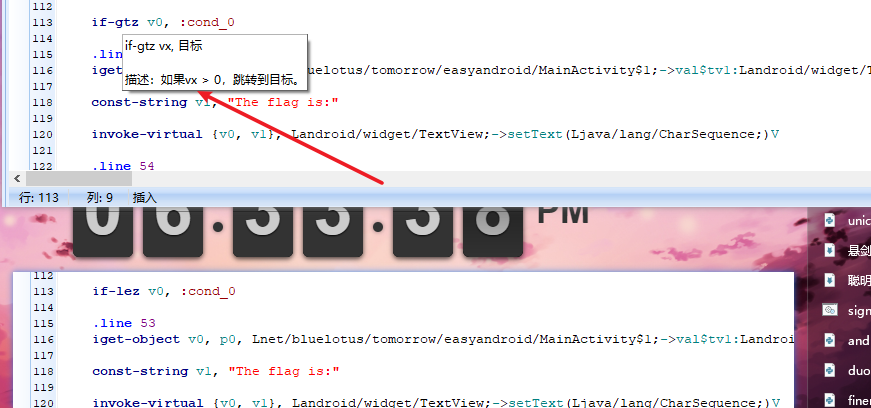 112
113 if-gtz v0, :cond_0
114
if-gtz vx, 目标
115 .line
116 bluelotus/tomorrow/easyandroid/MainActivity$1;->val$tv1:Landroid/widget/T
描述：如果vx > 0，跳转到目标。
117
118 const-string v1, "The flag is:"
119
120 invoke-virtual {v0, v1}, Landroid/widget/TextView;->setText(Ljava/lang/CharSequence;)V
121
122 .line 54
行: 113 列: 9 插入
06.33.38 PM
unic
悬剑
聪明
sign
and
duo
finer
112
113 if-lez v0, :cond_0
114
115 .line 53
116 iget-object v0, p0, Lnet/bluelotus/tomorrow/easyandroid/MainActivity$1;->val$tv1:Landroi
117
118 const-string v1, "The flag is:"
119
120 invoke-virtual {v0, v1}, Landroid/widget/TextView;->setText(Ljava/lang/CharSequence;)V